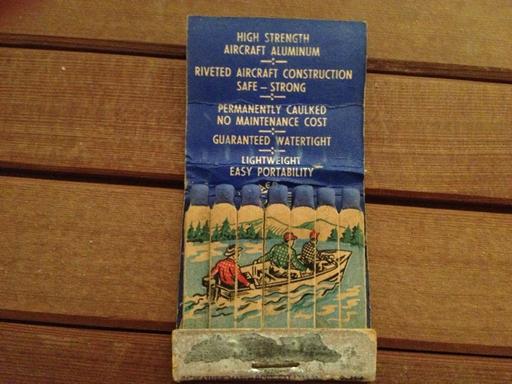 HIGH STRENGTH
AIRCRAFT ALUMINUM
RIVETED AIRCRAFT CONSTRUCTION
SAFE - STRONG
PERMANENTLY CAULKED
NO MAINTENANCE COST
GUARANTEED WATERTIGHT
LIGHTWEIGHT
EASY PORTABILITY